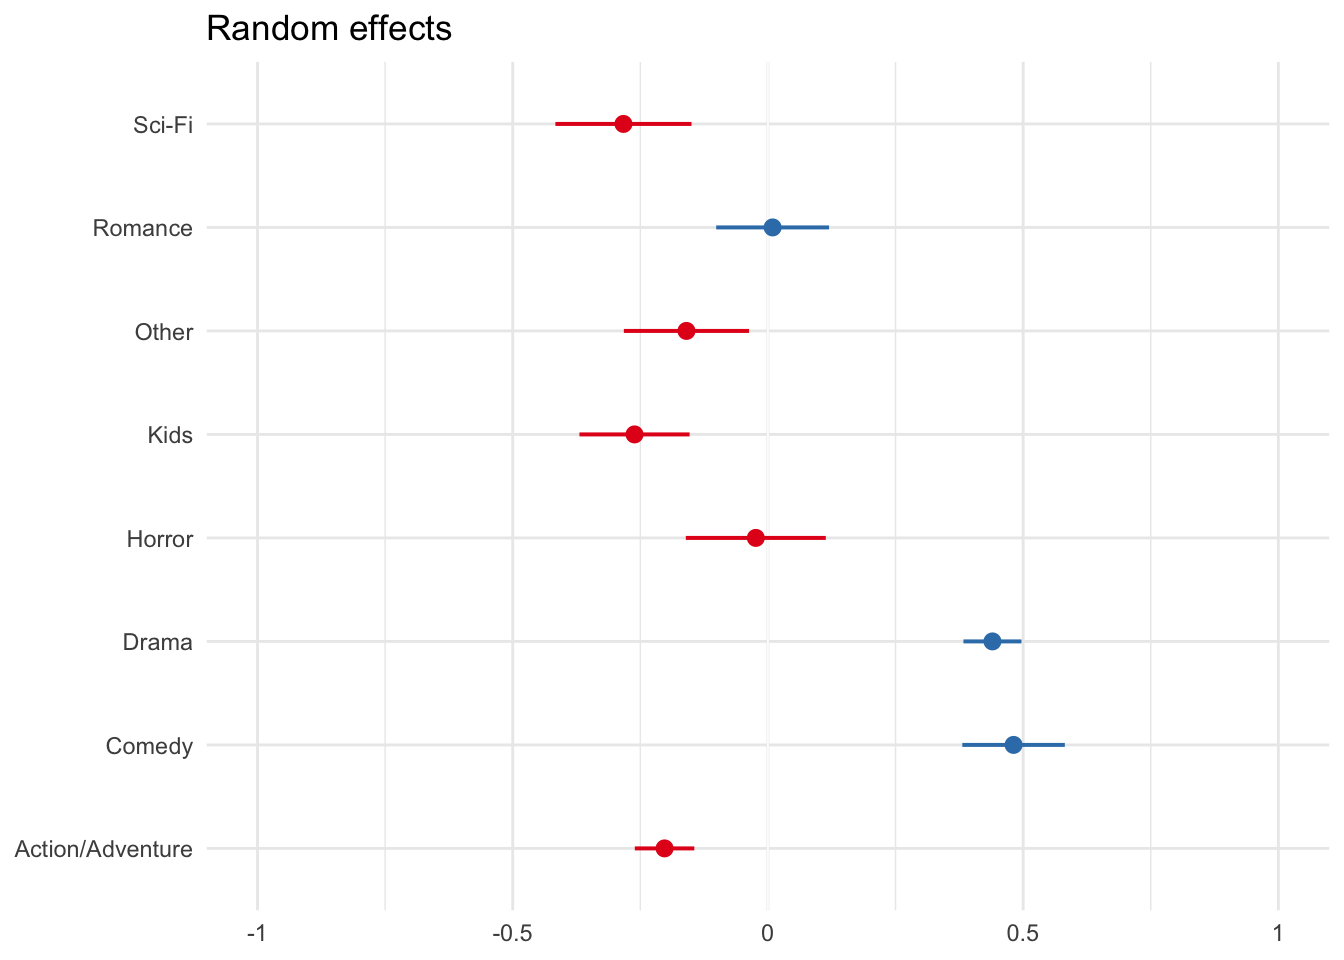 Random effects
Sci-Fi
Romance
Other
Kids
Horror
Drama
Comedy
Action/Adventure
-1 -0.5 0 0.5 1